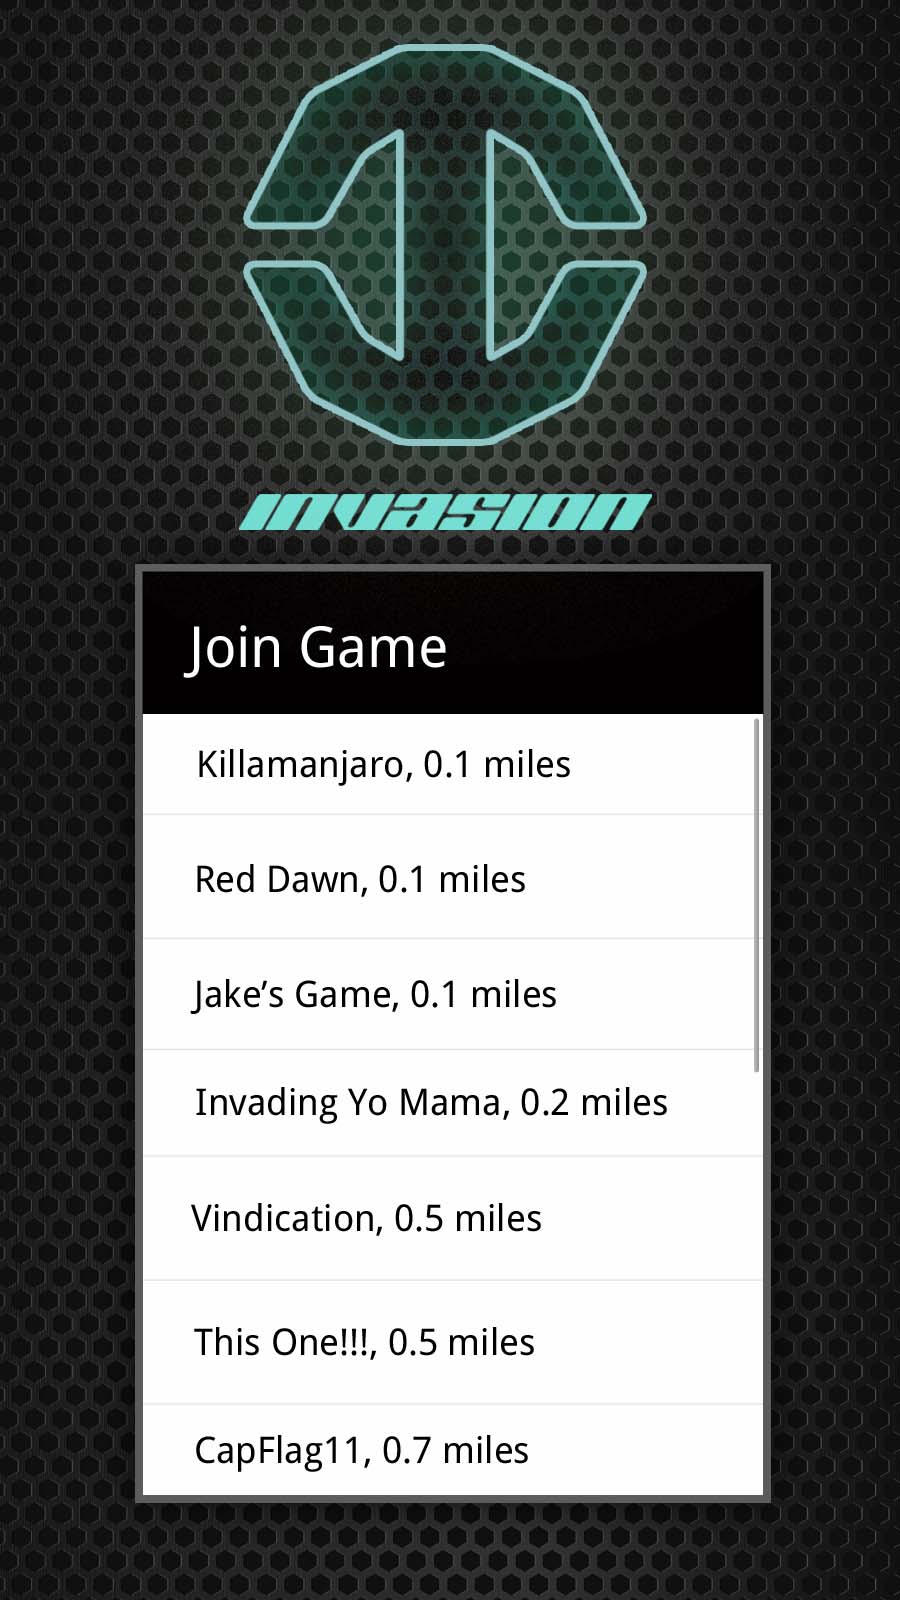 INVASION
Join Game
Killamanjaro, 0.1 miles
Red Dawn, 0.1 miles
Jake’s Game, 0.1 miles
Invading Yo Mama, 0.2 miles
Vindication, 0.5 miles
This One!!!, 0.5 miles
CapFlag11, 0.7 miles